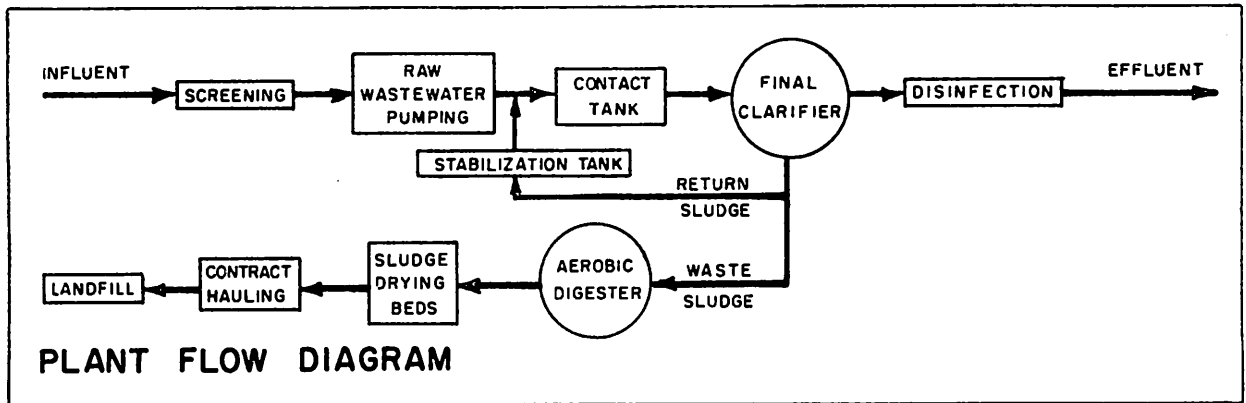 INFLUENT
SCREENING
RAW
WASTEWATER
PUMPING
CONTACT
TANK
FINAL
CLARIFIER
DISINFECTION
EFFLUENT
STABILIZATION TANK
RETURN
SLUDGE
WASTE
SLUDGE
AEROBIC
DIGESTER
SLUDGE
DRYING
BEDS
CONTRACT
HAULING
LANDFILL
PLANT FLOW DIAGRAM